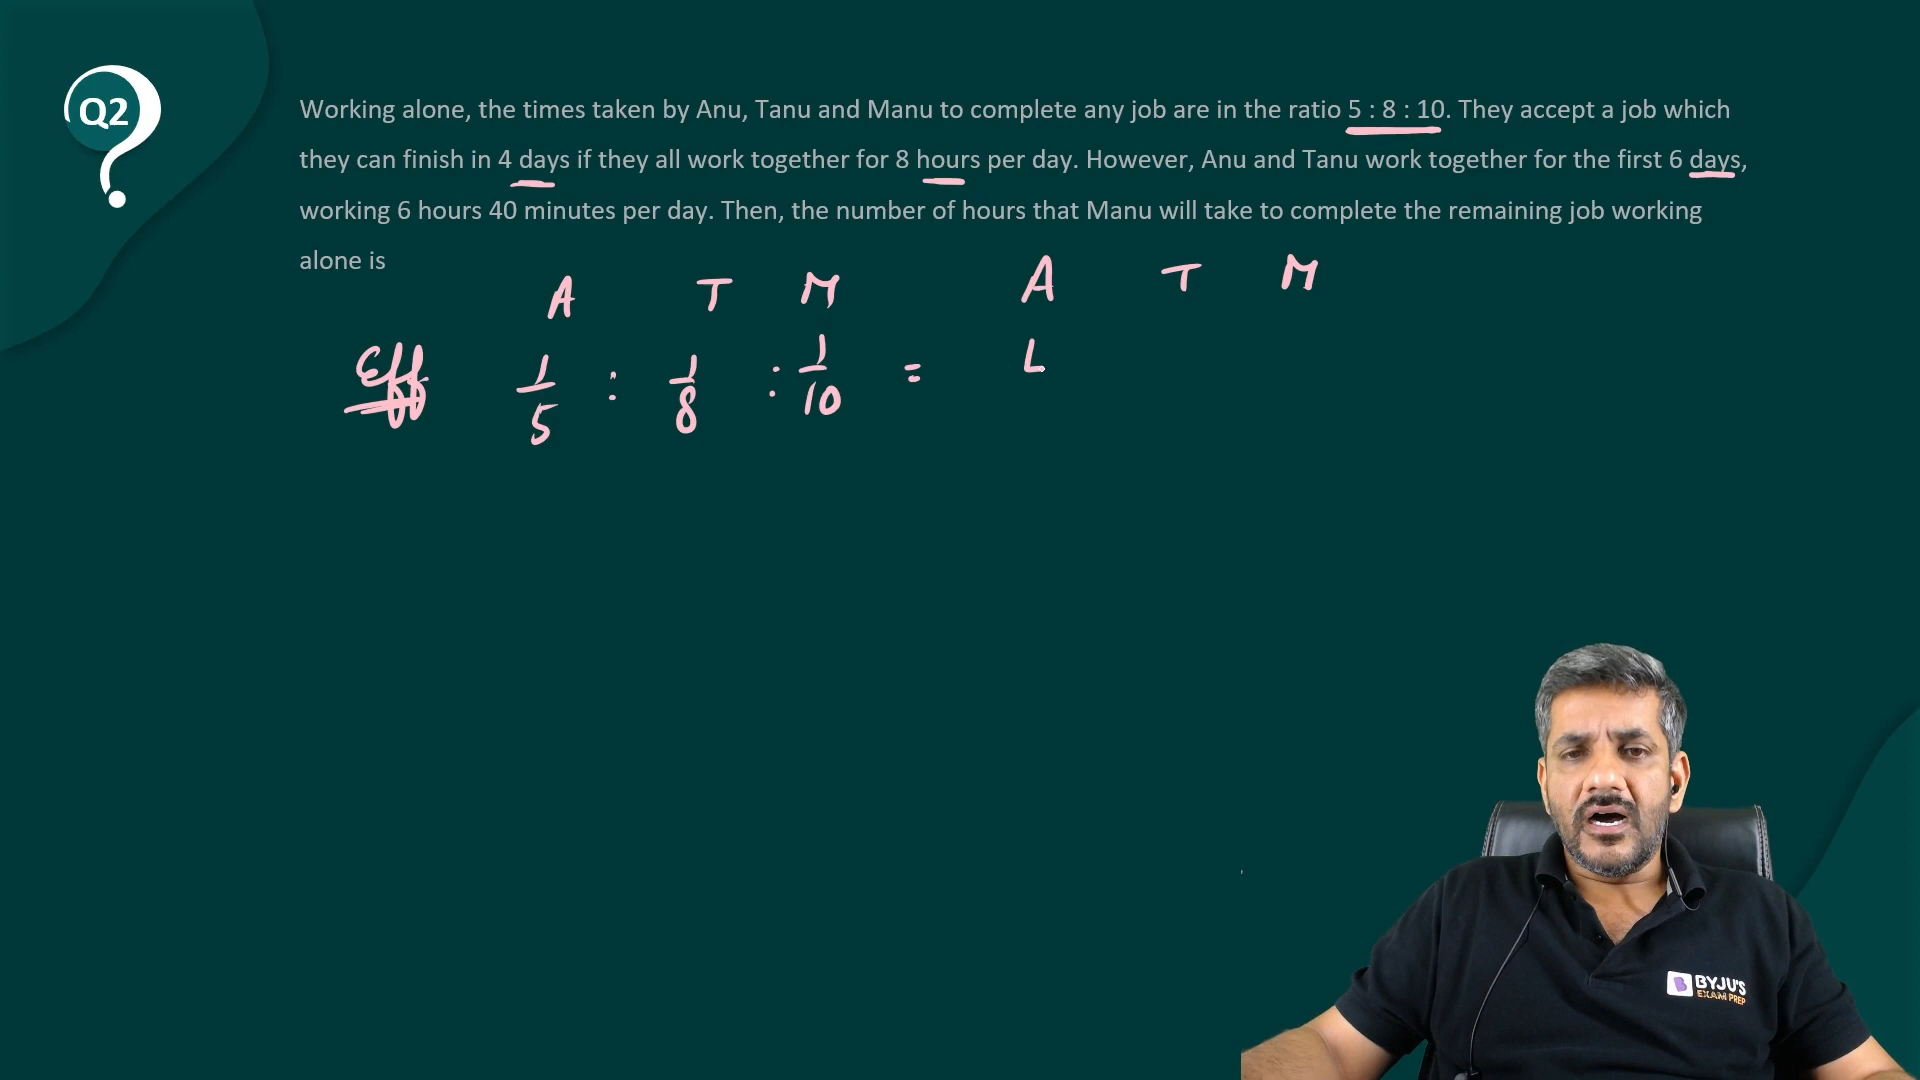 Q2
Working alone, the times taken by Anu, Tanu and Manu to complete any job are in the ratio 5 : 8 : 10. They accept a job which
they can finish in 4 days if they all work together for 8 hours per day. However, Anu and Tanu work together for the first 6 days,
working 6 hours 40 minutes per day. Then, the number of hours that Manu will take to complete the remaining job working
alone is
A T M A T M
Eff 1/5 : 1/8 : 1/10 = L
BYJU'S
EXAM PREP